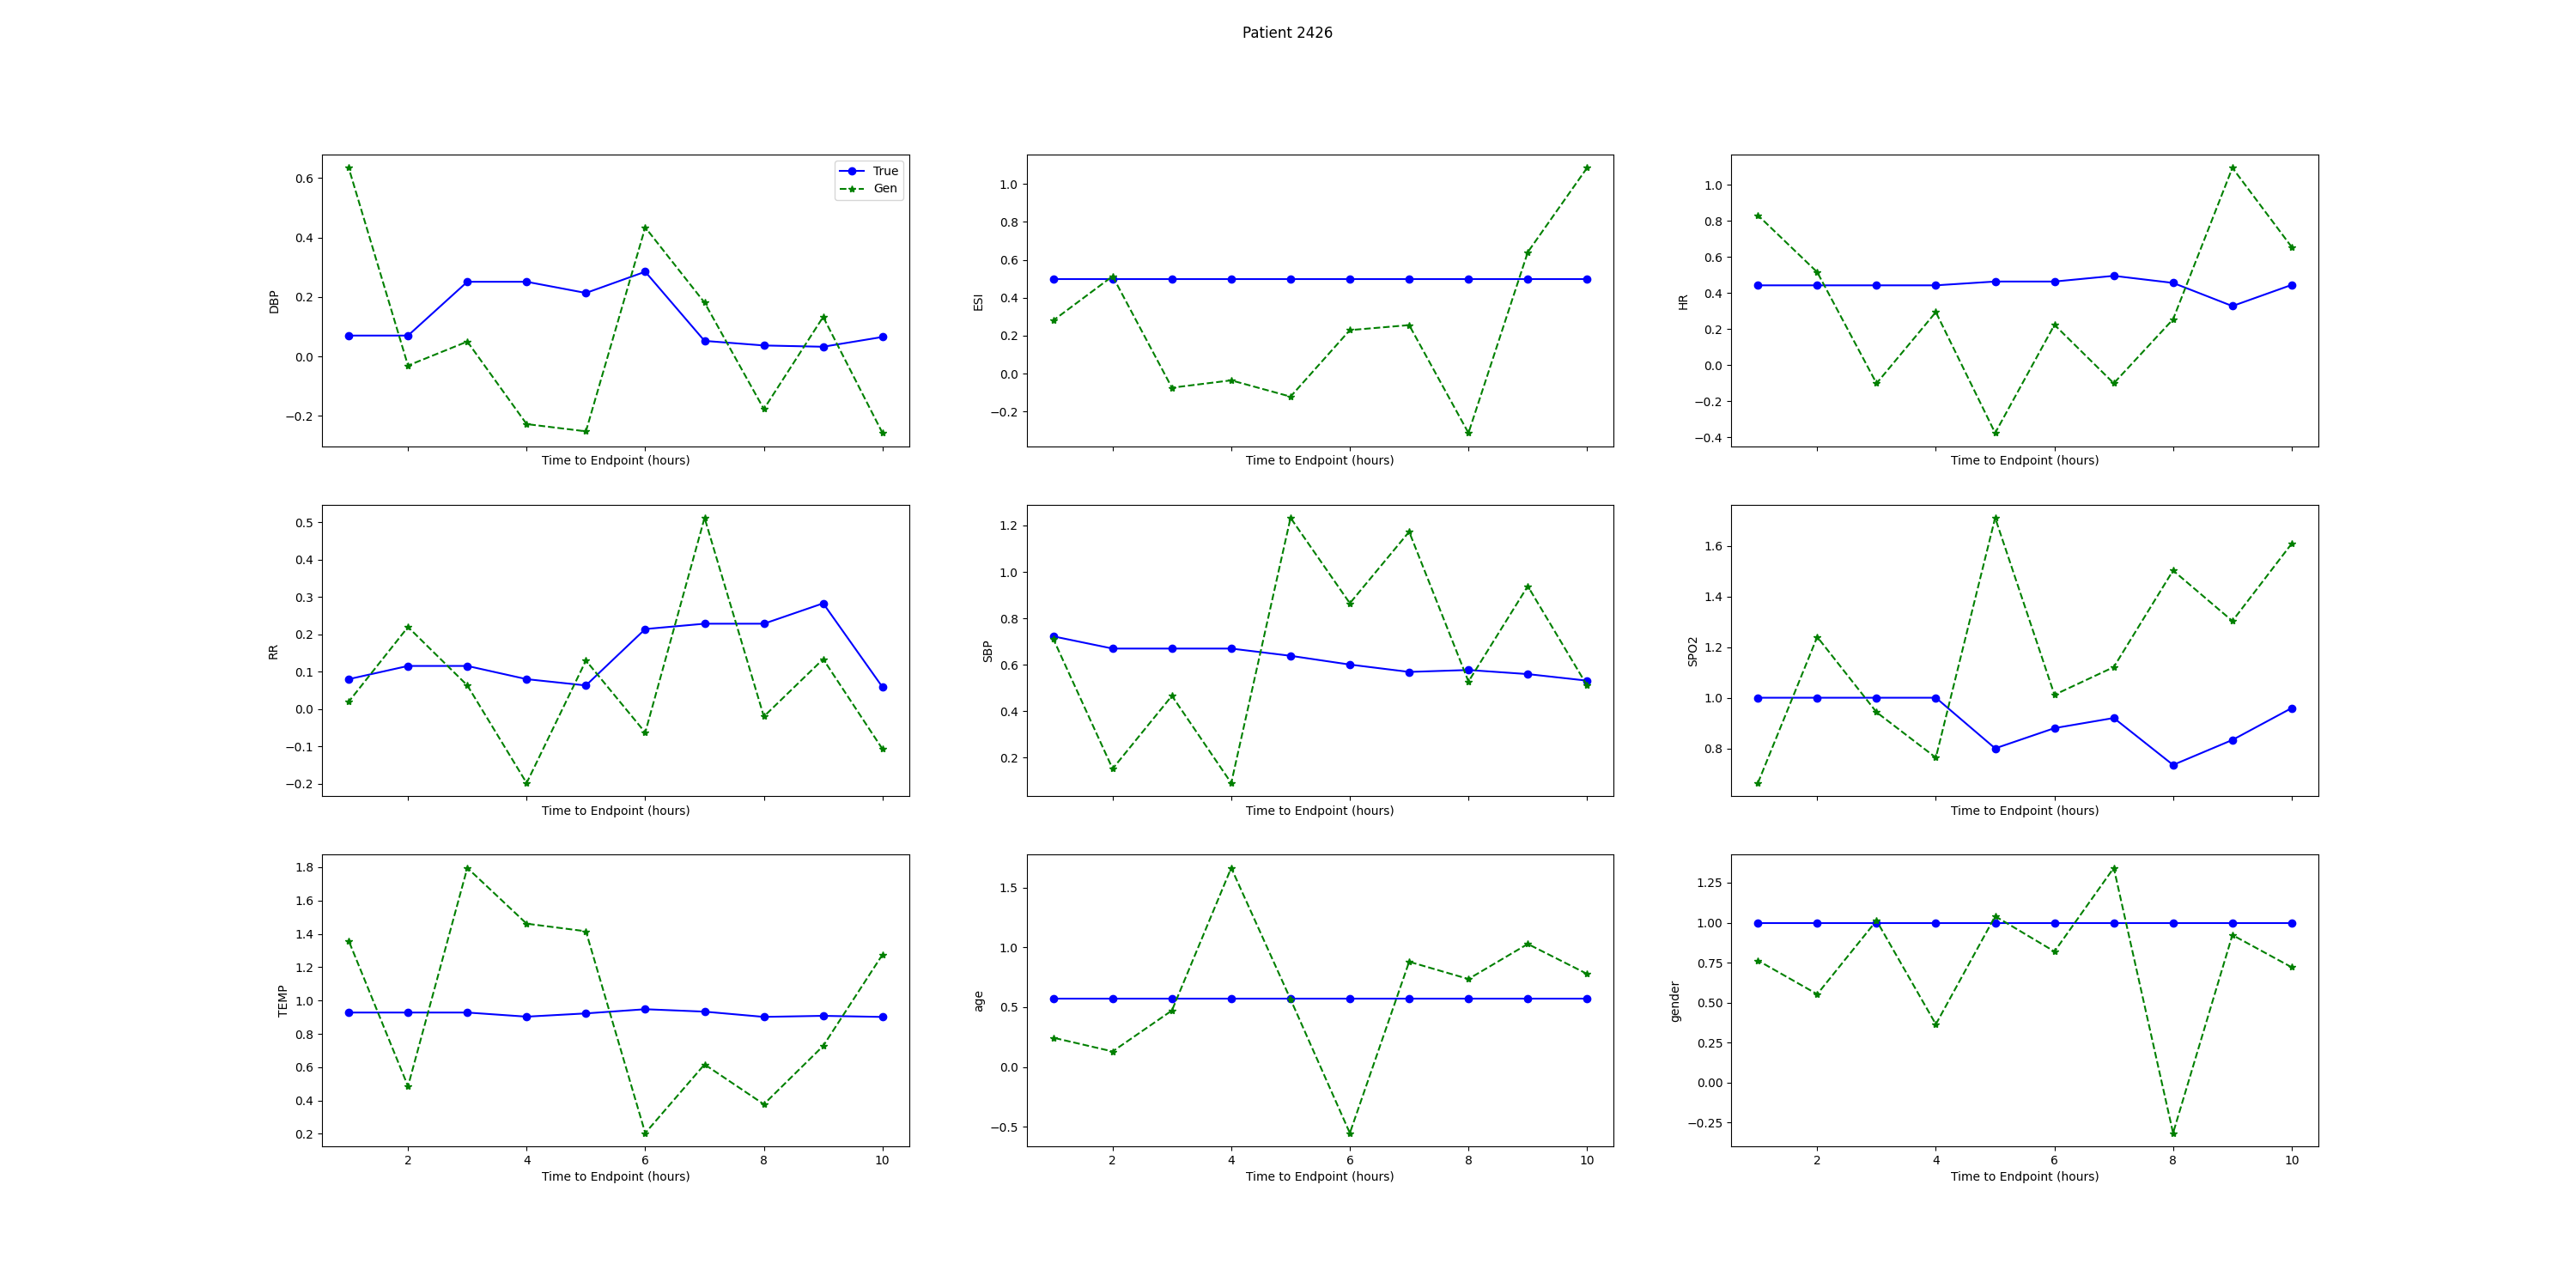 Patient 2426
DBP
0.6
0.4
0.2
0.0
−0.2
True
Gen
Time to Endpoint (hours)
ESI
1.0
0.8
0.6
0.4
0.2
0.0
−0.2
Time to Endpoint (hours)
HR
1.0
0.8
0.6
0.4
0.2
0.0
−0.2
−0.4
Time to Endpoint (hours)
RR
0.5
0.4
0.3
0.2
0.1
0.0
−0.1
−0.2
Time to Endpoint (hours)
SBP
1.2
1.0
0.8
0.6
0.4
0.2
Time to Endpoint (hours)
SPO2
1.6
1.4
1.2
1.0
0.8
Time to Endpoint (hours)
TEMP
1.8
1.6
1.4
1.2
1.0
0.8
0.6
0.4
0.2
2 4 6 8 10
Time to Endpoint (hours)
age
1.5
1.0
0.5
0.0
−0.5
2 4 6 8 10
Time to Endpoint (hours)
gender
1.25
1.00
0.75
0.50
0.25
0.00
−0.25
2 4 6 8 10
Time to Endpoint (hours)